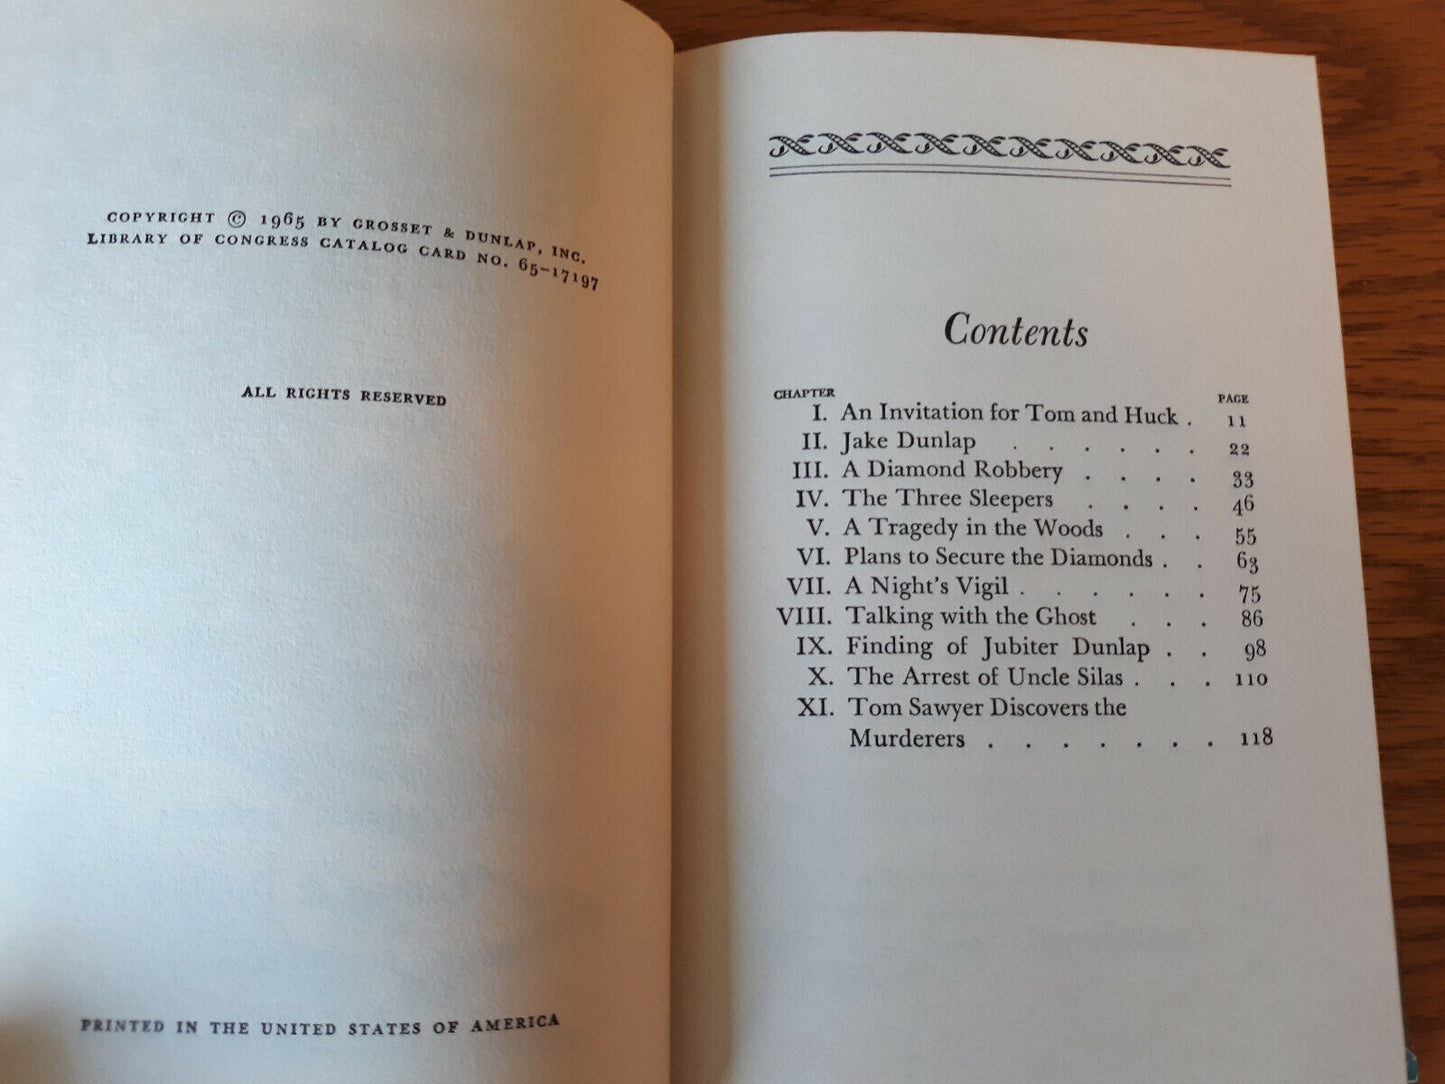 COPYRIGHT © 1965 BY GROSSET & DUNLAP, INC.
LIBRARY OF CONGRESS CATALOG CARD NO. 65-17197
ALL RIGHTS RESERVED
PRINTED IN THE UNITED STATES OF AMERICA
Contents
CHAPTER PAGE
I. An Invitation for Tom and Huck . 11
II. Jake Dunlap . . . . . . 22
III. A Diamond Robbery . . . . 33
IV. The Three Sleepers . . . . 46
V. A Tragedy in the Woods . . . 55
VI. Plans to Secure the Diamonds . . 63
VII. A Night's Vigil . . . . . . 75
VIII. Talking with the Ghost . . . 86
IX. Finding of Jubiter Dunlap . . 98
X. The Arrest of Uncle Silas . . . 110
XI. Tom Sawyer Discovers the
Murderers . . . . . . . 118